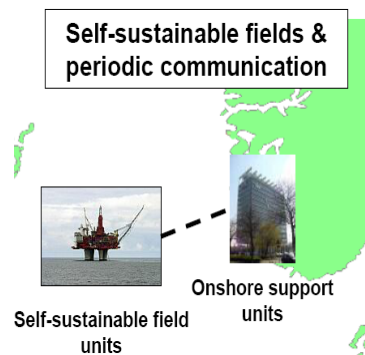 Self-sustainable fields &
periodic communication
Onshore support
units
Self-sustainable field
units